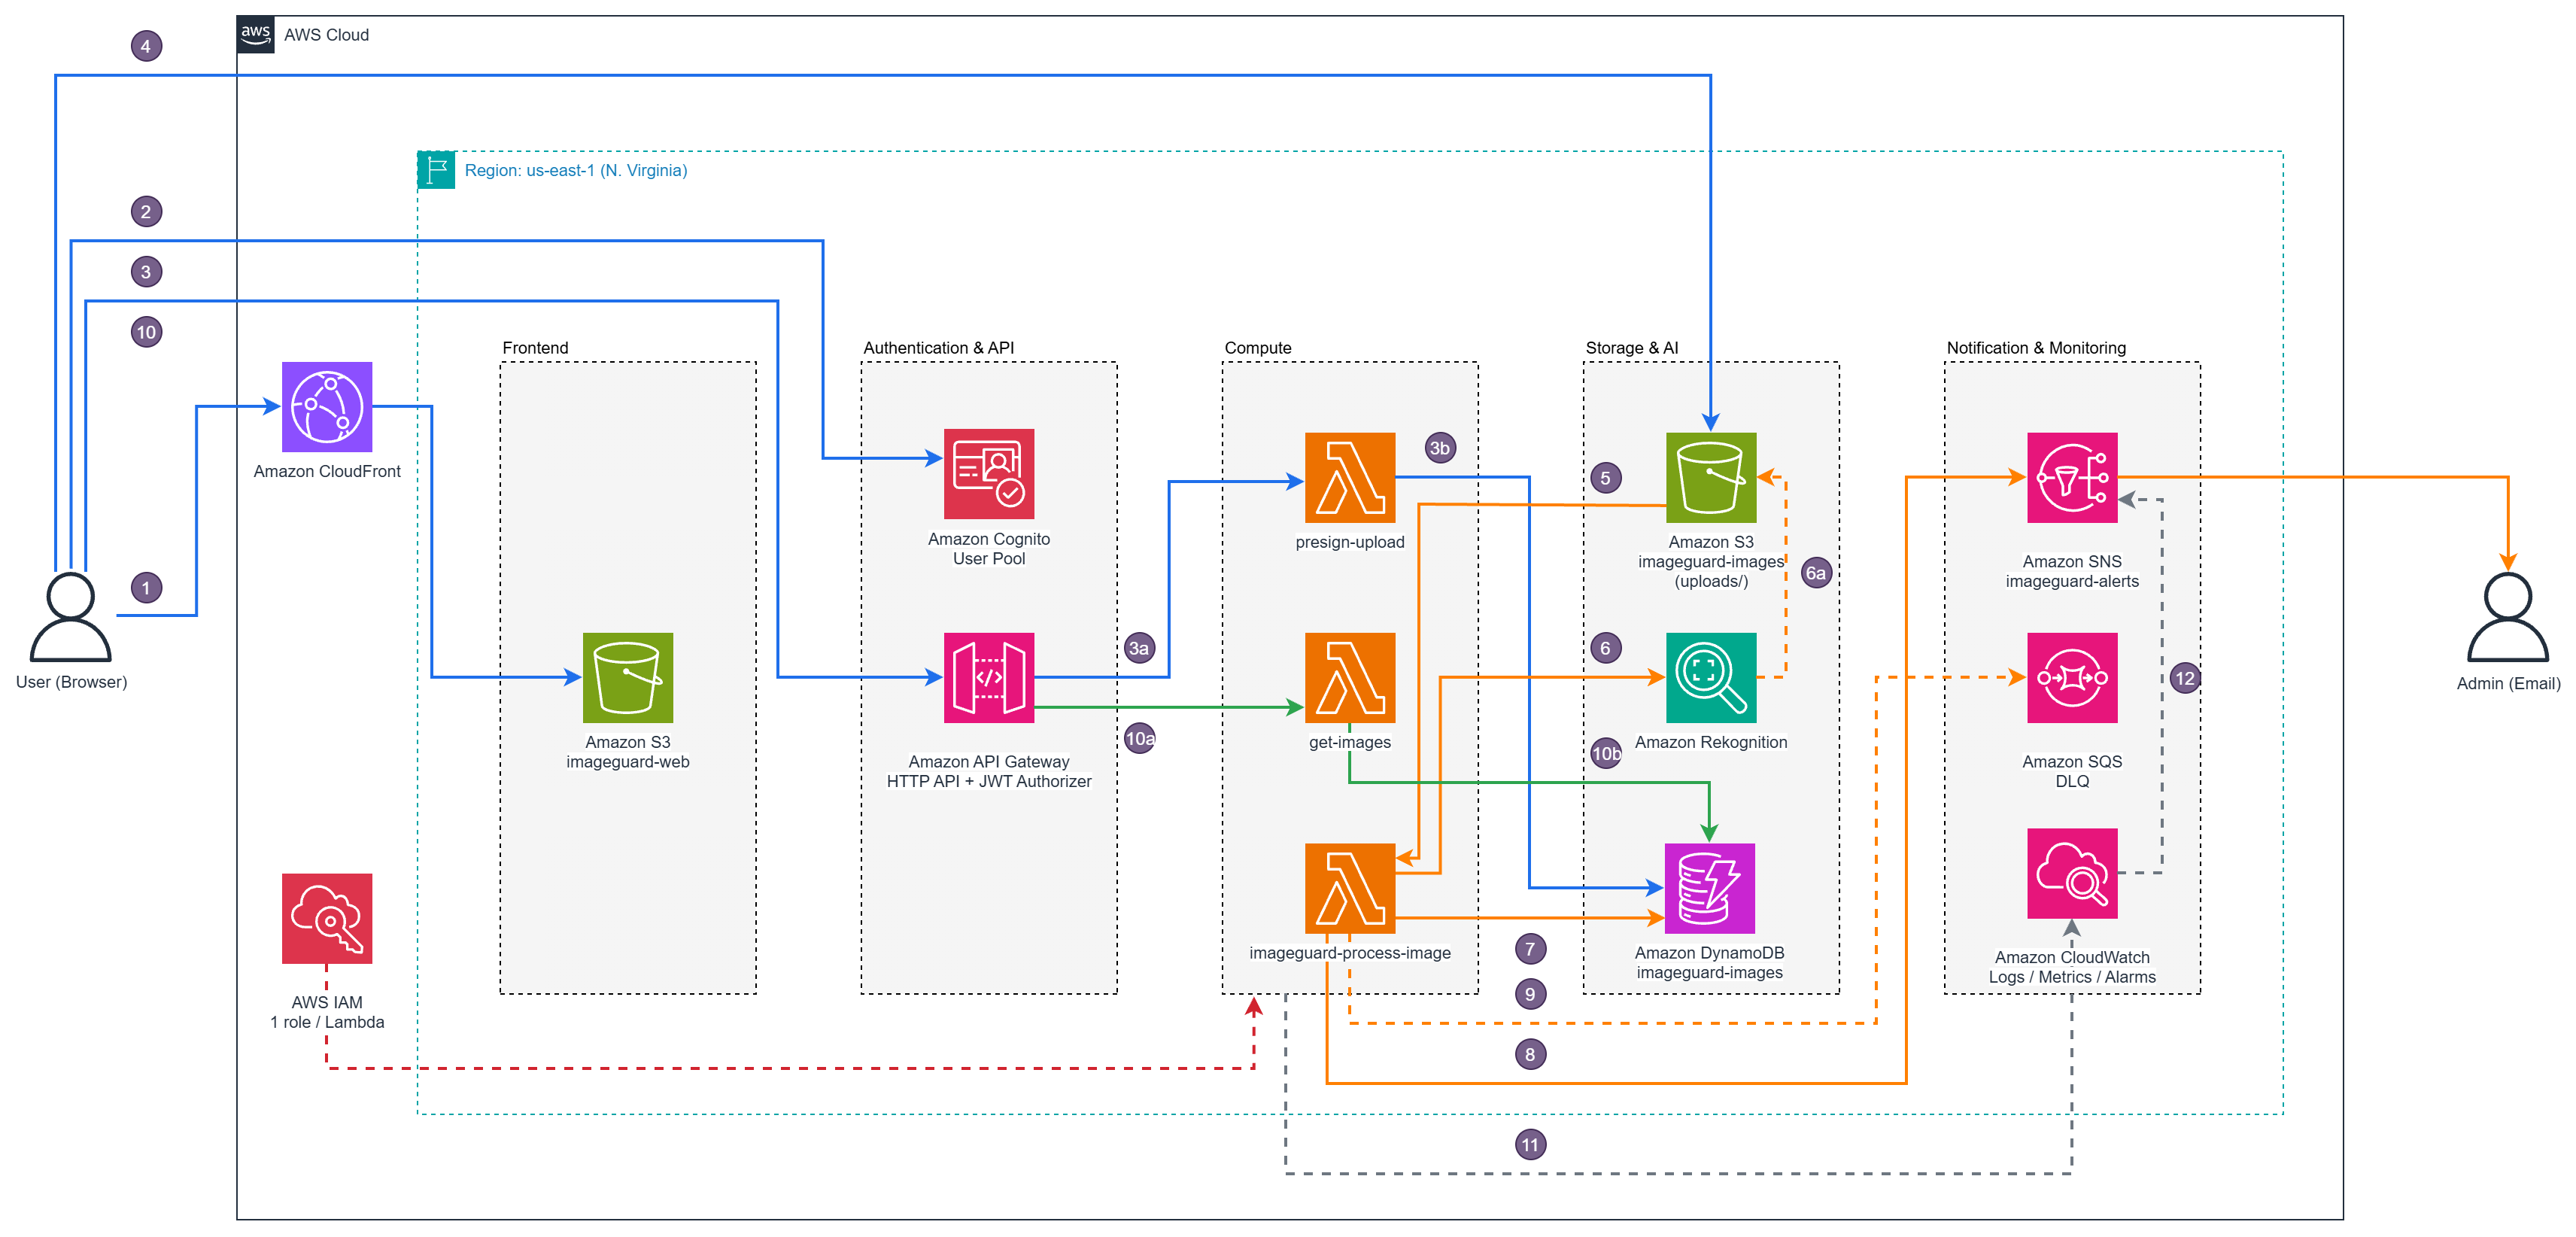 aws
AWS Cloud
4
Region: us-east-1 (N. Virginia)
2
3
10
Frontend
Authentication & API
Compute
Storage & AI
Notification & Monitoring
Amazon CloudFront
3b
5
Amazon Cognito
User Pool
presign-upload
Amazon S3
imageguard-images
(uploads/)
6a
Amazon SNS
imageguard-alerts
1
User (Browser)
3a
6
12
Admin (Email)
Amazon S3
imageguard-web
10a
</>
Amazon API Gateway
HTTP API + JWT Authorizer
get-images
10b
Amazon Rekognition
Amazon SQS
DLQ
AWS IAM
1 role / Lambda
imageguard-process-image
7
Amazon DynamoDB
imageguard-images
Amazon CloudWatch
Logs / Metrics / Alarms
9
8
11